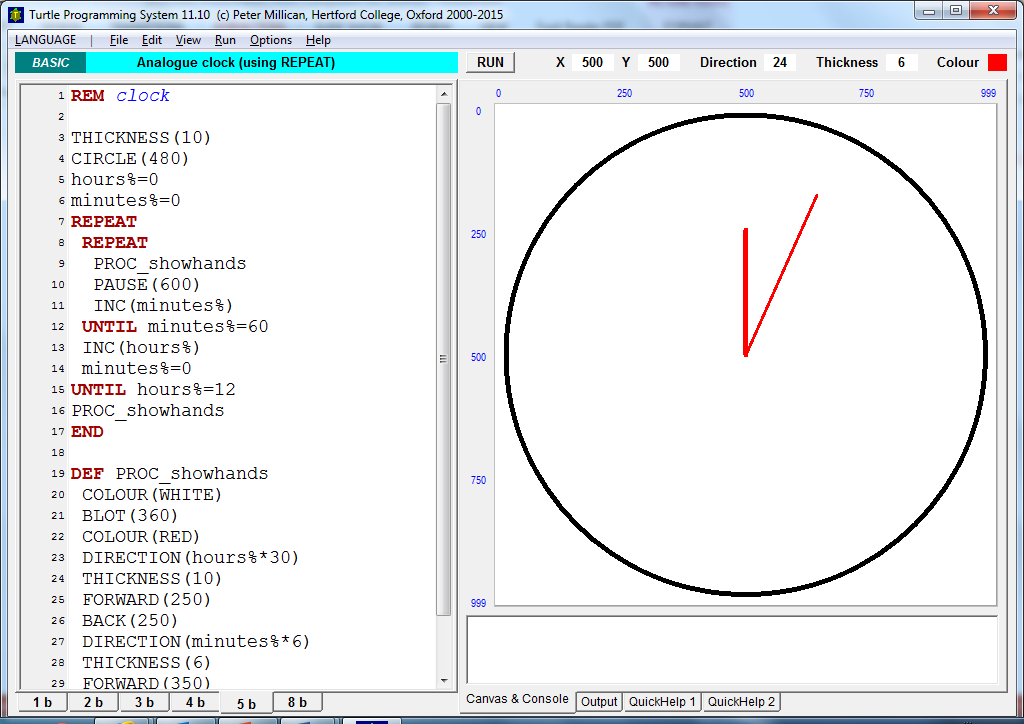 Turtle Programming System 11.10 (c) Peter Millican, Hertford College, Oxford 2000-2015
LANGUAGE | File Edit View Run Options Help
BASIC Analogue clock (using REPEAT) RUN X 500 Y 500 Direction 24 Thickness 6 Colour
1 REM clock
2
3 THICKNESS(10)
4 CIRCLE(480)
5 hours%=0
6 minutes%=0
7 REPEAT
8 REPEAT
9 PROC_showhands
10 PAUSE(600)
11 INC(minutes%)
12 UNTIL minutes%=60
13 INC(hours%)
14 minutes%=0
15 UNTIL hours%=12
16 PROC_showhands
17 END
18
19 DEF PROC_showhands
20 COLOUR(WHITE)
21 BLOT(360)
22 COLOUR(RED)
23 DIRECTION(hours%*30)
24 THICKNESS(10)
25 FORWARD(250)
26 BACK(250)
27 DIRECTION(minutes%*6)
28 THICKNESS(6)
29 FORWARD(350)
1 b 2 b 3 b 4 b 5 b 8 b
0 250 500 750 999
0
250
500
750
999
Canvas & Console Output QuickHelp 1 QuickHelp 2